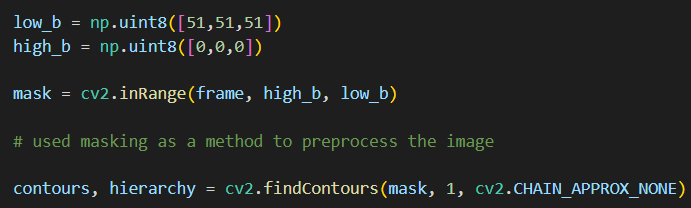 low_b = np.uint8([51,51,51])
high_b = np.uint8([0,0,0])
mask = cv2.inRange(frame, high_b, low_b)
# used masking as a method to preprocess the image
contours, hierarchy = cv2.findContours(mask, 1, cv2.CHAIN_APPROX_NONE)